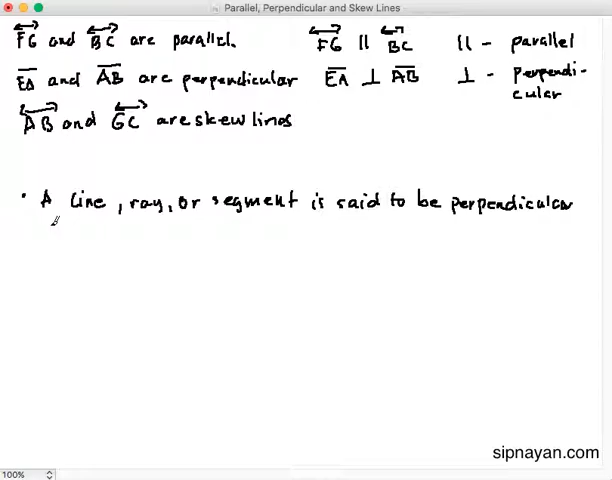 Parallel, Perpendicular and Skew Lines
FG and BC are parallel. FG || BC || - parallel
EA and AB are perpendicular EA ⊥ AB ⊥ - perpendi-
cular
AB and GC are skew lines
· A line, ray, or segment is said to be perpendicular
sipnayan.com
100%